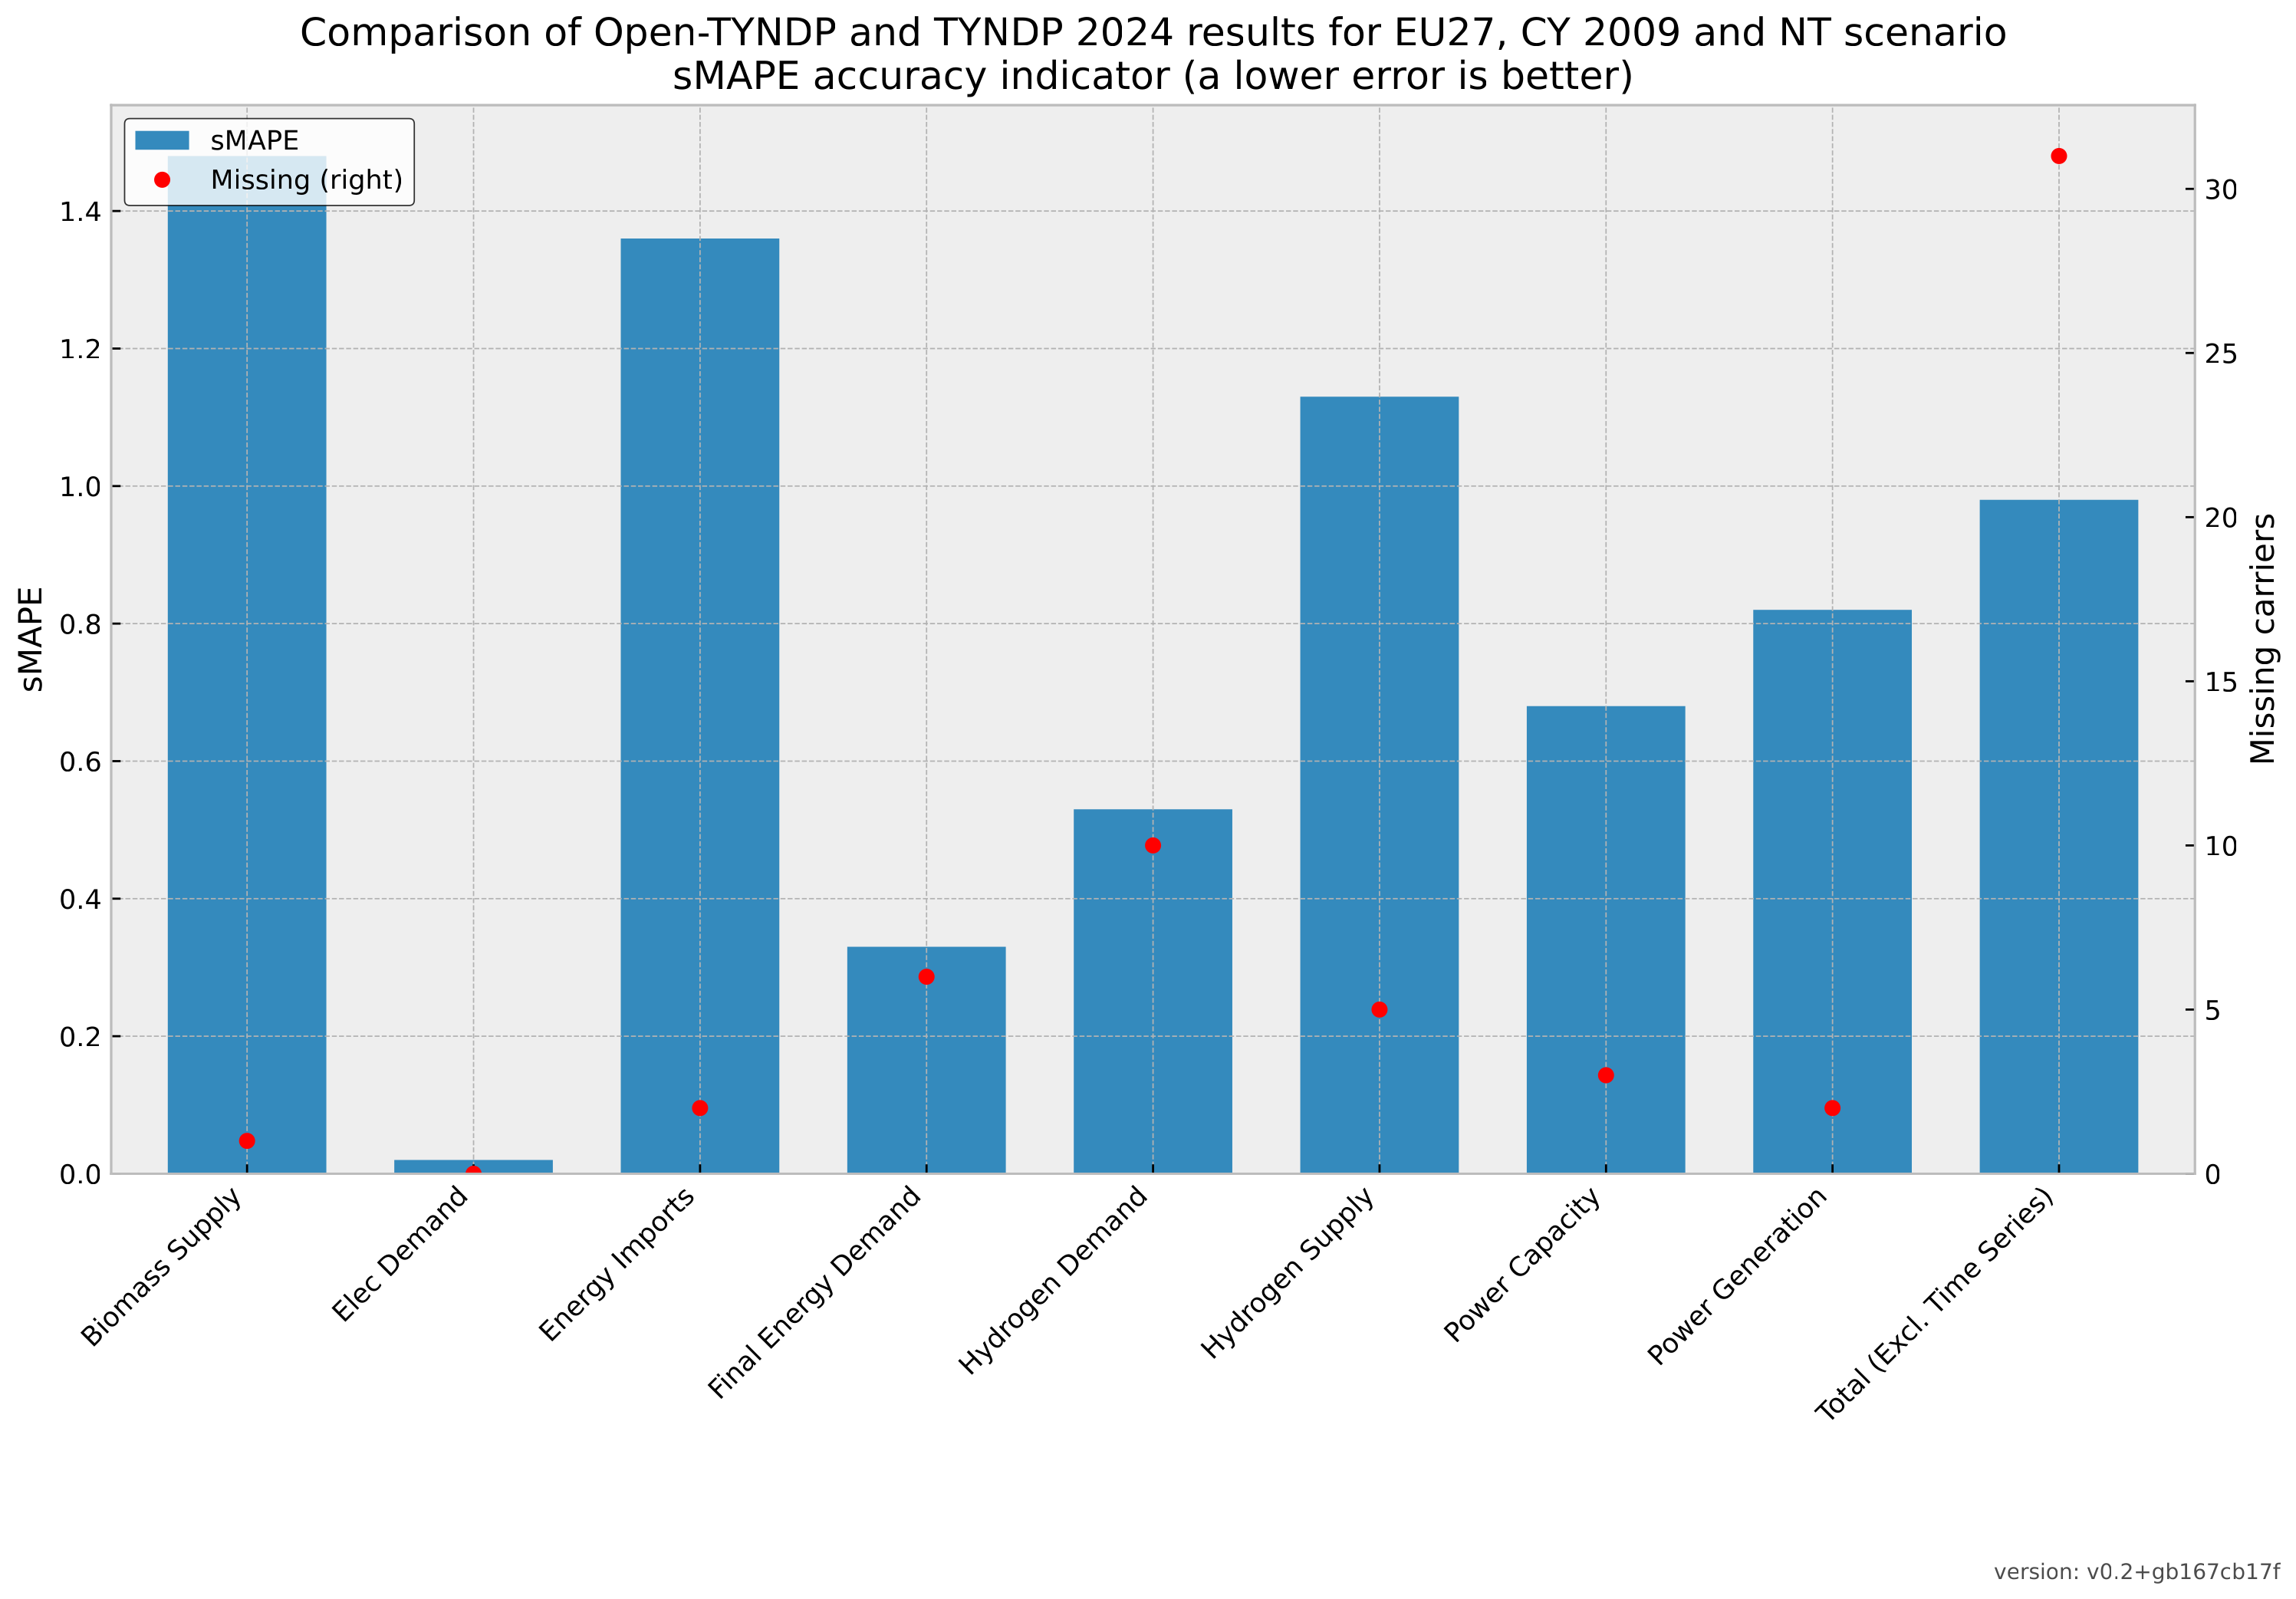 Comparison of Open-TYNDP and TYNDP 2024 results for EU27, CY 2009 and NT scenario
sMAPE accuracy indicator (a lower error is better)
sMAPE
Missing (right)
1.4
1.2
1.0
0.8
0.6
0.4
0.2
0.0
sMAPE
30
25
20
15
10
5
0
Missing carriers
Biomass Supply
Elec Demand
Energy Imports
Final Energy Demand
Hydrogen Demand
Hydrogen Supply
Power Capacity
Power Generation
Total (Excl. Time Series)
version: v0.2+gb167cb17f